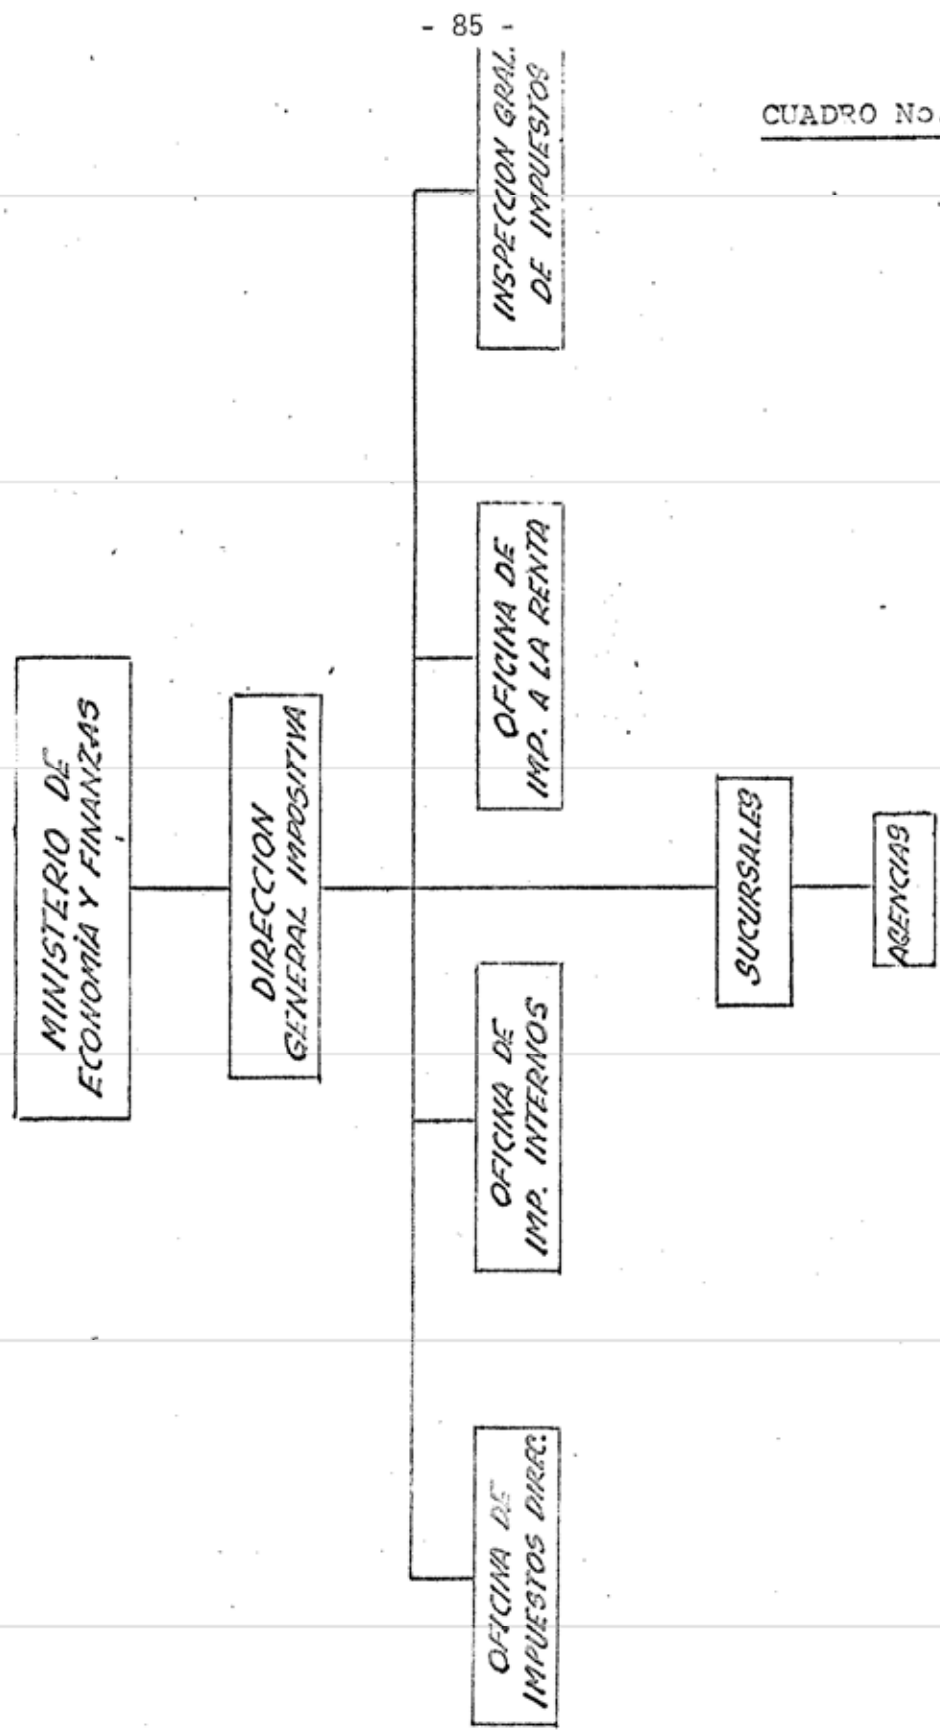 - 85 -
CUADRO No.
MINISTERIO DE
ECONOMÍA Y FINANZAS
DIRECCION
GENERAL IMPOSITIVA
OFICINA DE
IMPUESTOS DIREC.
OFICINA DE
IMP. INTERNOS
OFICINA DE
IMP. A LA RENTA
INSPECCION GRAL.
DE IMPUESTOS
SUCURSALES
AGENCIAS